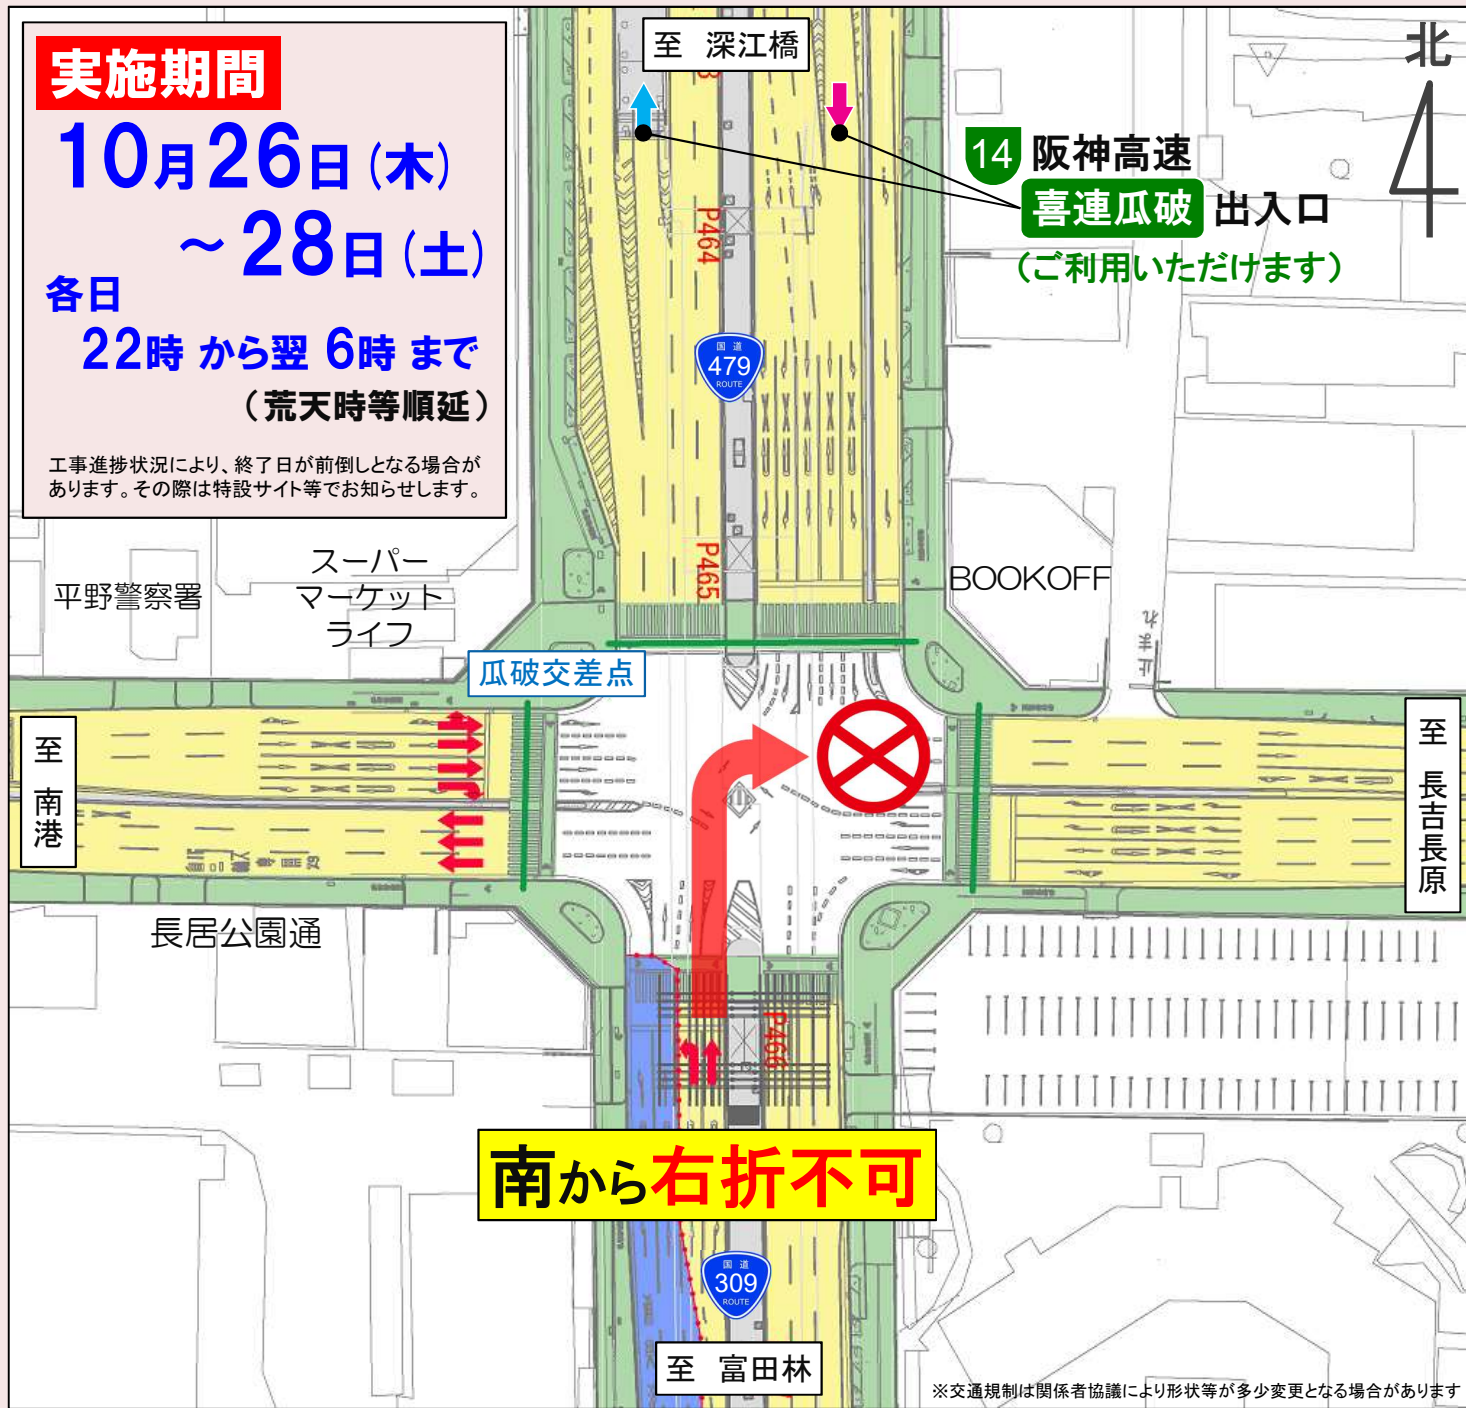 実施期間
10月26日(木)
～28日(土)
各日
22時 から翌 6時 まで
（荒天時等順延）
工事進捗状況により、終了日が前倒しとなる場合が
あります。その際は特設サイト等でお知らせします。
至 深江橋
北
14 阪神高速
喜連瓜破 出入口
（ご利用いただけます）
P464
国道
479
ROUTE
P465
平野警察署
スーパー
マーケット
ライフ
BOOKOFF
止まれ
瓜破交差点
至 南港
至 長吉長原
長居公園通
P466
南から右折不可
国道
309
ROUTE
至 富田林
※交通規制は関係者協議により形状等が多少変更となる場合があります